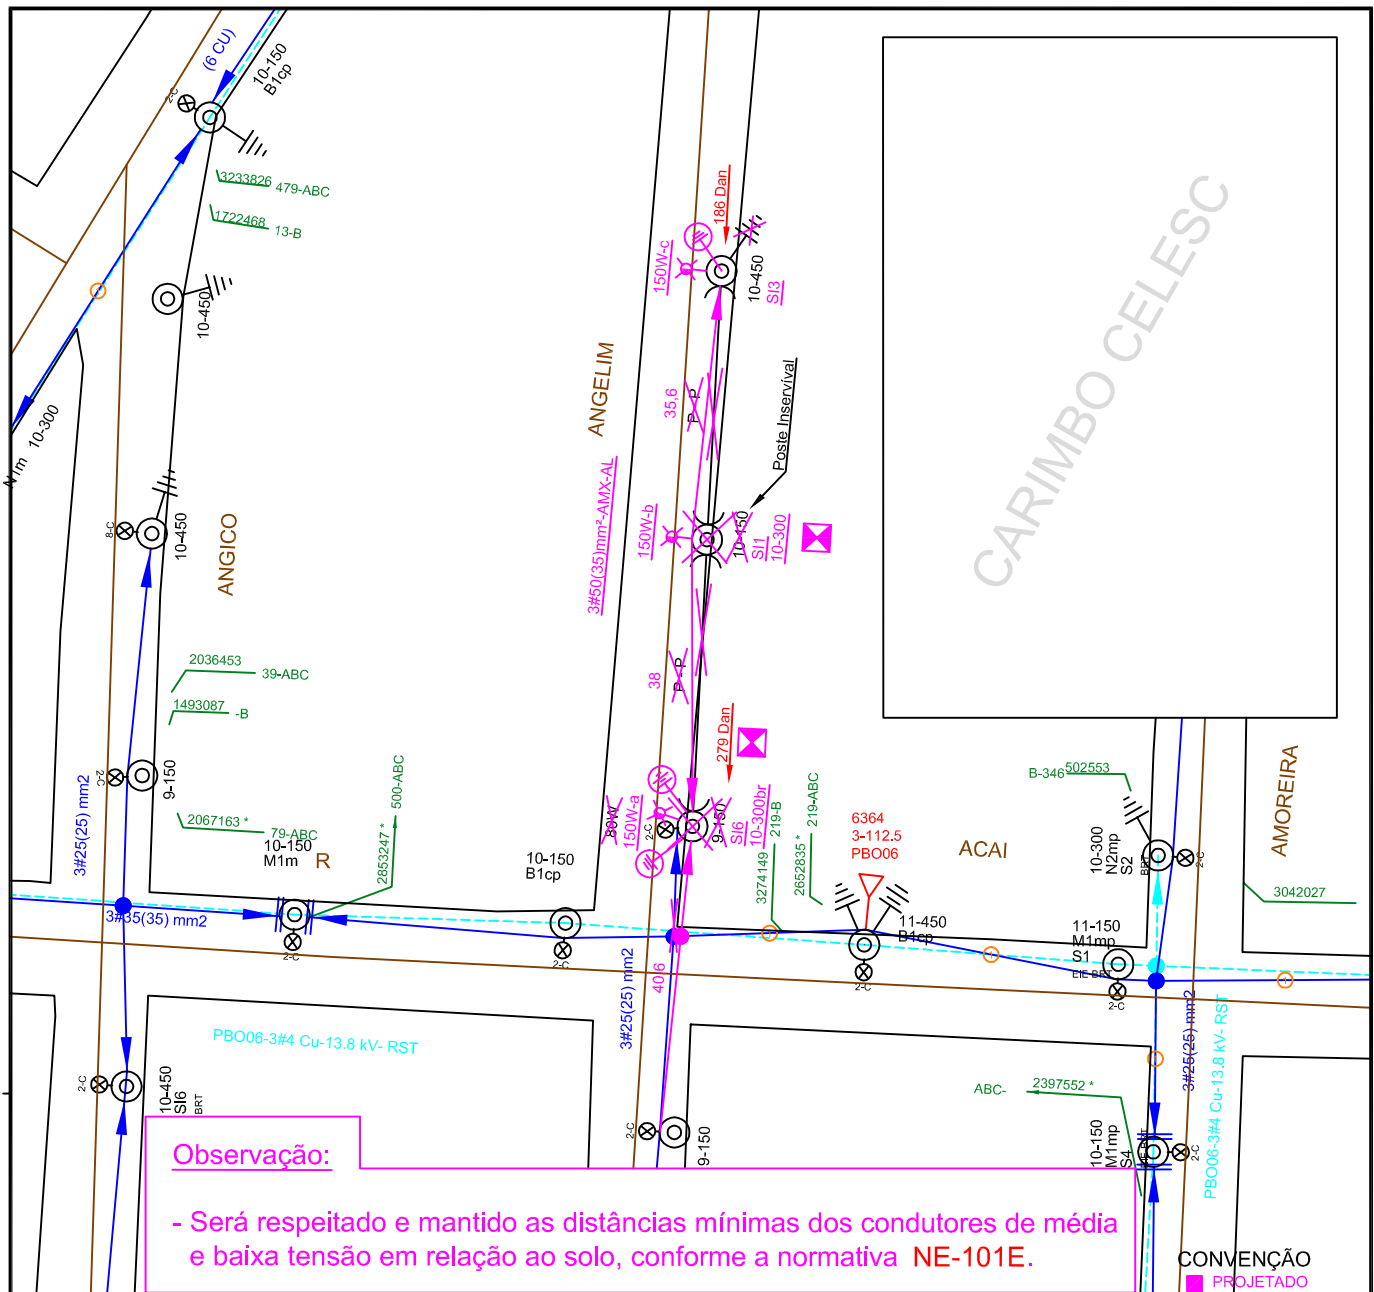 (6 CU)
10-150
B1cp
2-C
3233826 479-ABC
1722468 13-B
10-450
N1m 10-300
8-C
10-450
ANGICO
2036453 39-ABC
1493087 -B
2-C
9-150
3#25(25) mm2
2067163 * 79-ABC
2853247 * 500-ABC
10-150
M1m
R
3#35(35) mm2
2-C
10-150
B1cp
2-C
ANGELIM
186 Dan
150W-c
10-450
SI3
35,6
P-P
Poste Inservíval
3#50(35)mm²-AMX-AL
150W-b
10-150
SI1
10-300
38
P-P
279 Dan
80W
150W-a
2-C
9-150
SI6
10-300br
3274149 219-B
2652835 * 219-ABC
6364
3-112.5
PBO06
ACAI
11-450
B1cp
2-C
CARIMBO CELESC
B-346 502553
10-300
N2mp
S2
BRT
2-C
AMOREIRA
3042027
11-150
M1mp
S1
EIE BRT
2-C
40,6
3#25(25) mm2
PBO06-3#4 Cu-13.8 kV- RST
2-C
10-450
SI6
BRT
2-C
9-150
ABC- 2397552 *
3#25(25) mm2
PBO06-3#4 Cu-13.8 kV- RST
10-150
M1mp
S4
EIE BRT
2-C
Observação:
- Será respeitado e mantido as distâncias mínimas dos condutores de média
e baixa tensão em relação ao solo, conforme a normativa NE-101E.
CONVENÇÃO
PROJETADO